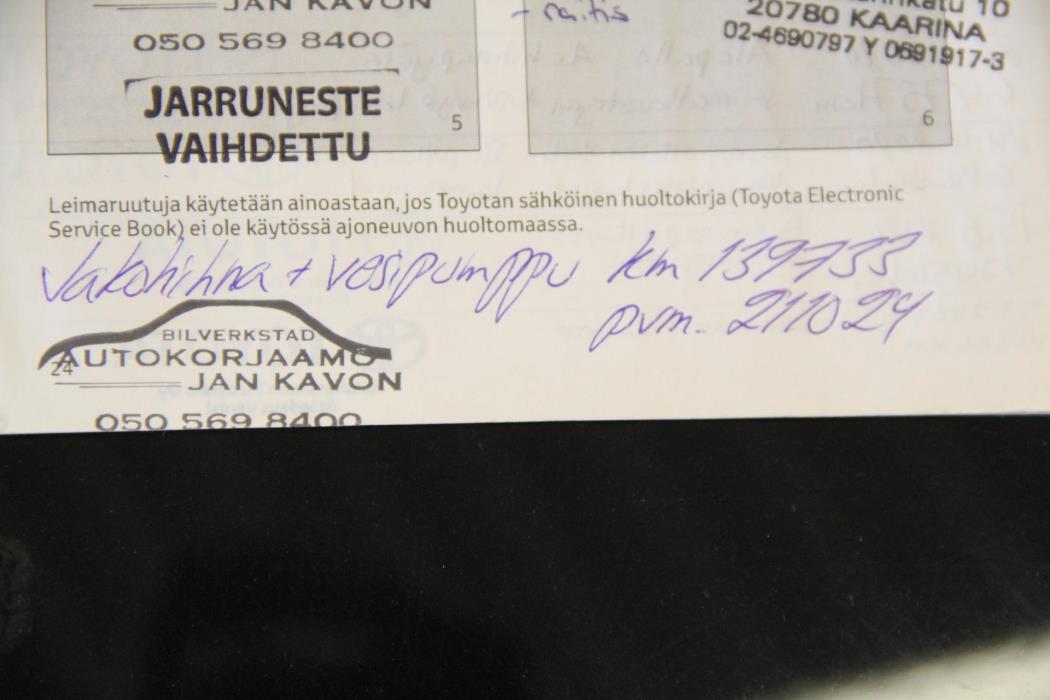 JAN KAVON
050 569 8400
JARRUNESTE
VAIHDETTU
5
20780 KAARINA
02-4690797 Y 0691917-3
6
Leimaruutuja käytetään ainoastaan, jos Toyotan sähköinen huoltokirja (Toyota Electronic
Service Book) ei ole käytössä ajoneuvon huoltomaassa.
Jakohihna + vesipumppu km 139733
pvm. 211024
BILVERKSTAD
AUTOKORJAAMO
24
JAN KAVON
050 569 8400